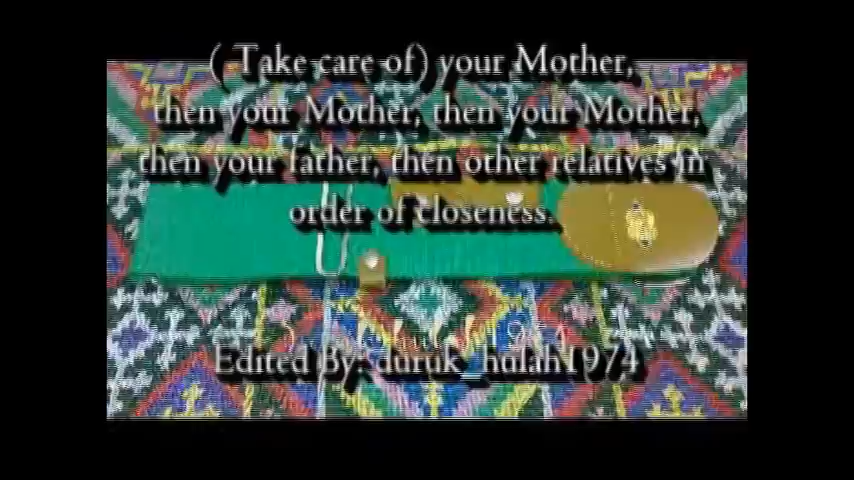 ( Take care of) your Mother,
then your Mother, then your Mother,
then your father, then other relatives in
order of closeness.
Edited By: duruk_hulah1974